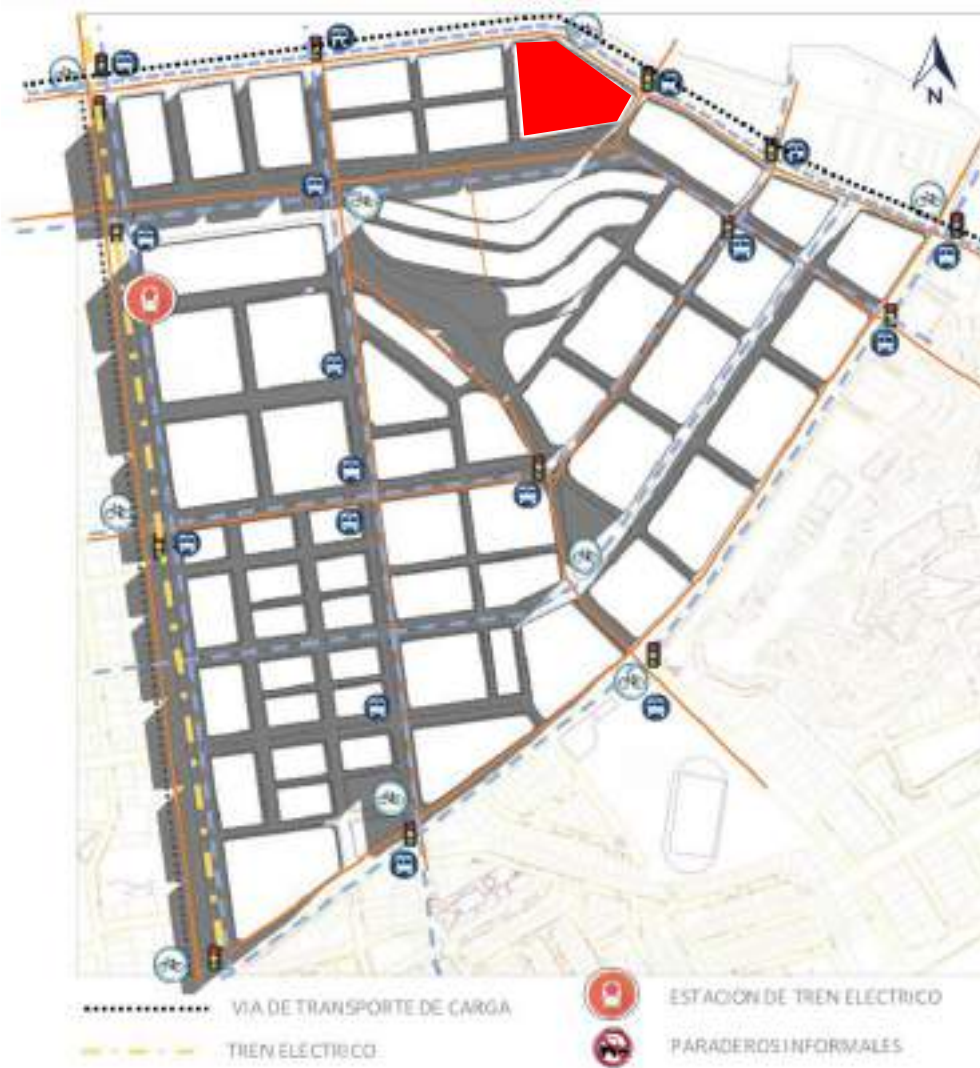 N
VIA DE TRANSPORTE DE CARGA
ESTACION DE TREN ELECTRICO
TREN ELECTRICO
PARADEROS INFORMALES